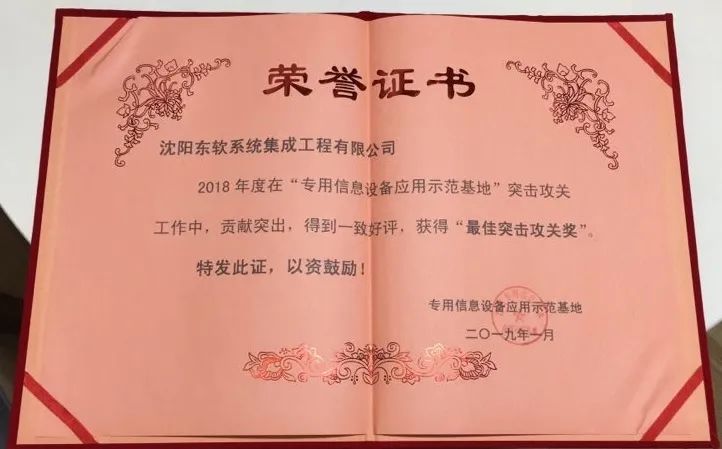 荣誉证书
沈阳东软系统集成工程有限公司
2018 年度在“专用信息设备应用示范基地”突击攻关
工作中，贡献突出，得到一致好评，获得“最佳突击攻关奖”。
特发此证，以资鼓励！
专用信息设备应用示范基地
二〇一九年一月